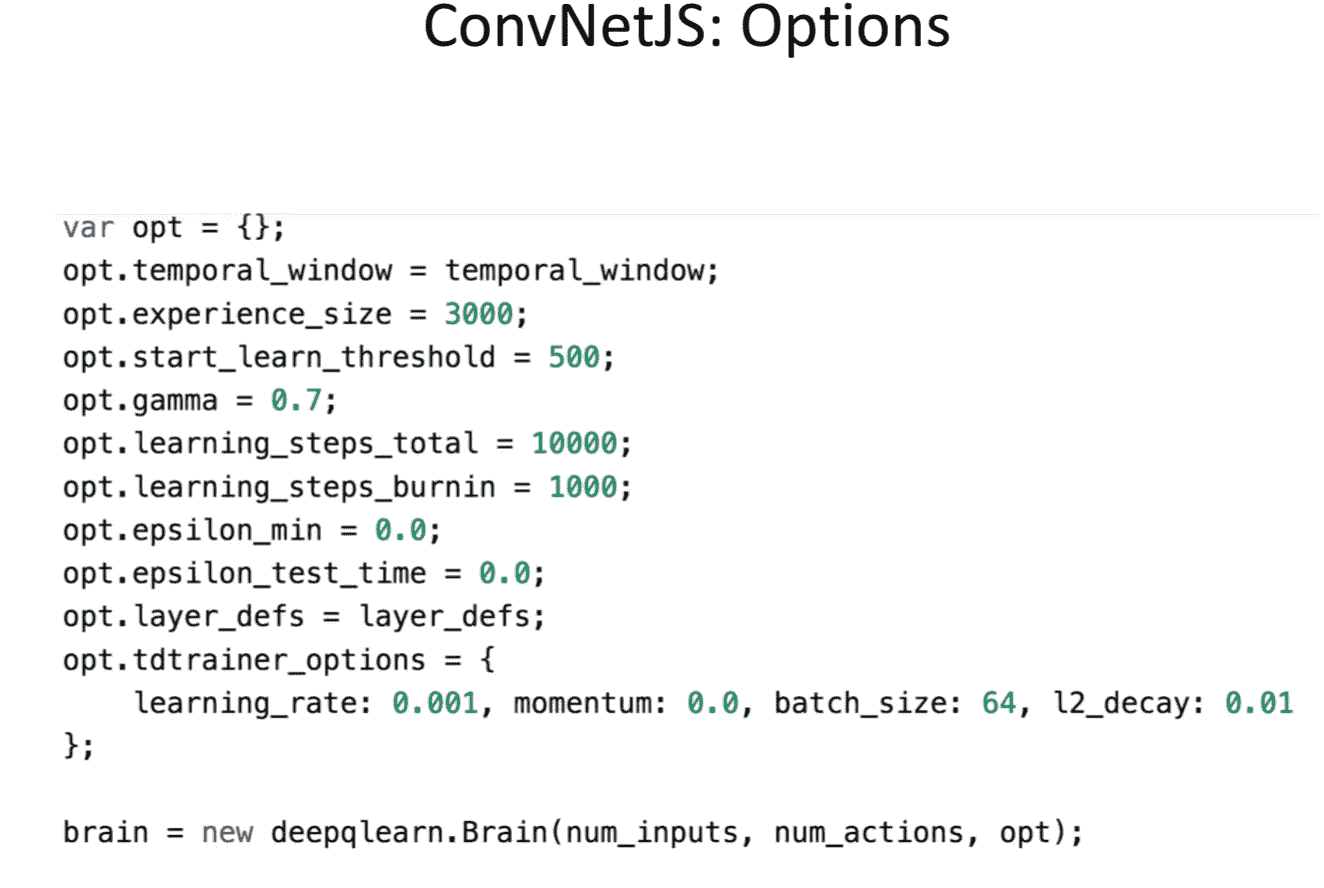 ConvNetJS: Options
var opt = {};
opt.temporal_window = temporal_window;
opt.experience_size = 3000;
opt.start_learn_threshold = 500;
opt.gamma = 0.7;
opt.learning_steps_total = 10000;
opt.learning_steps_burnin = 1000;
opt.epsilon_min = 0.0;
opt.epsilon_test_time = 0.0;
opt.layer_defs = layer_defs;
opt.tdtrainer_options = {
    learning_rate: 0.001, momentum: 0.0, batch_size: 64, l2_decay: 0.01
};
brain = new deepqlearn.Brain(num_inputs, num_actions, opt);